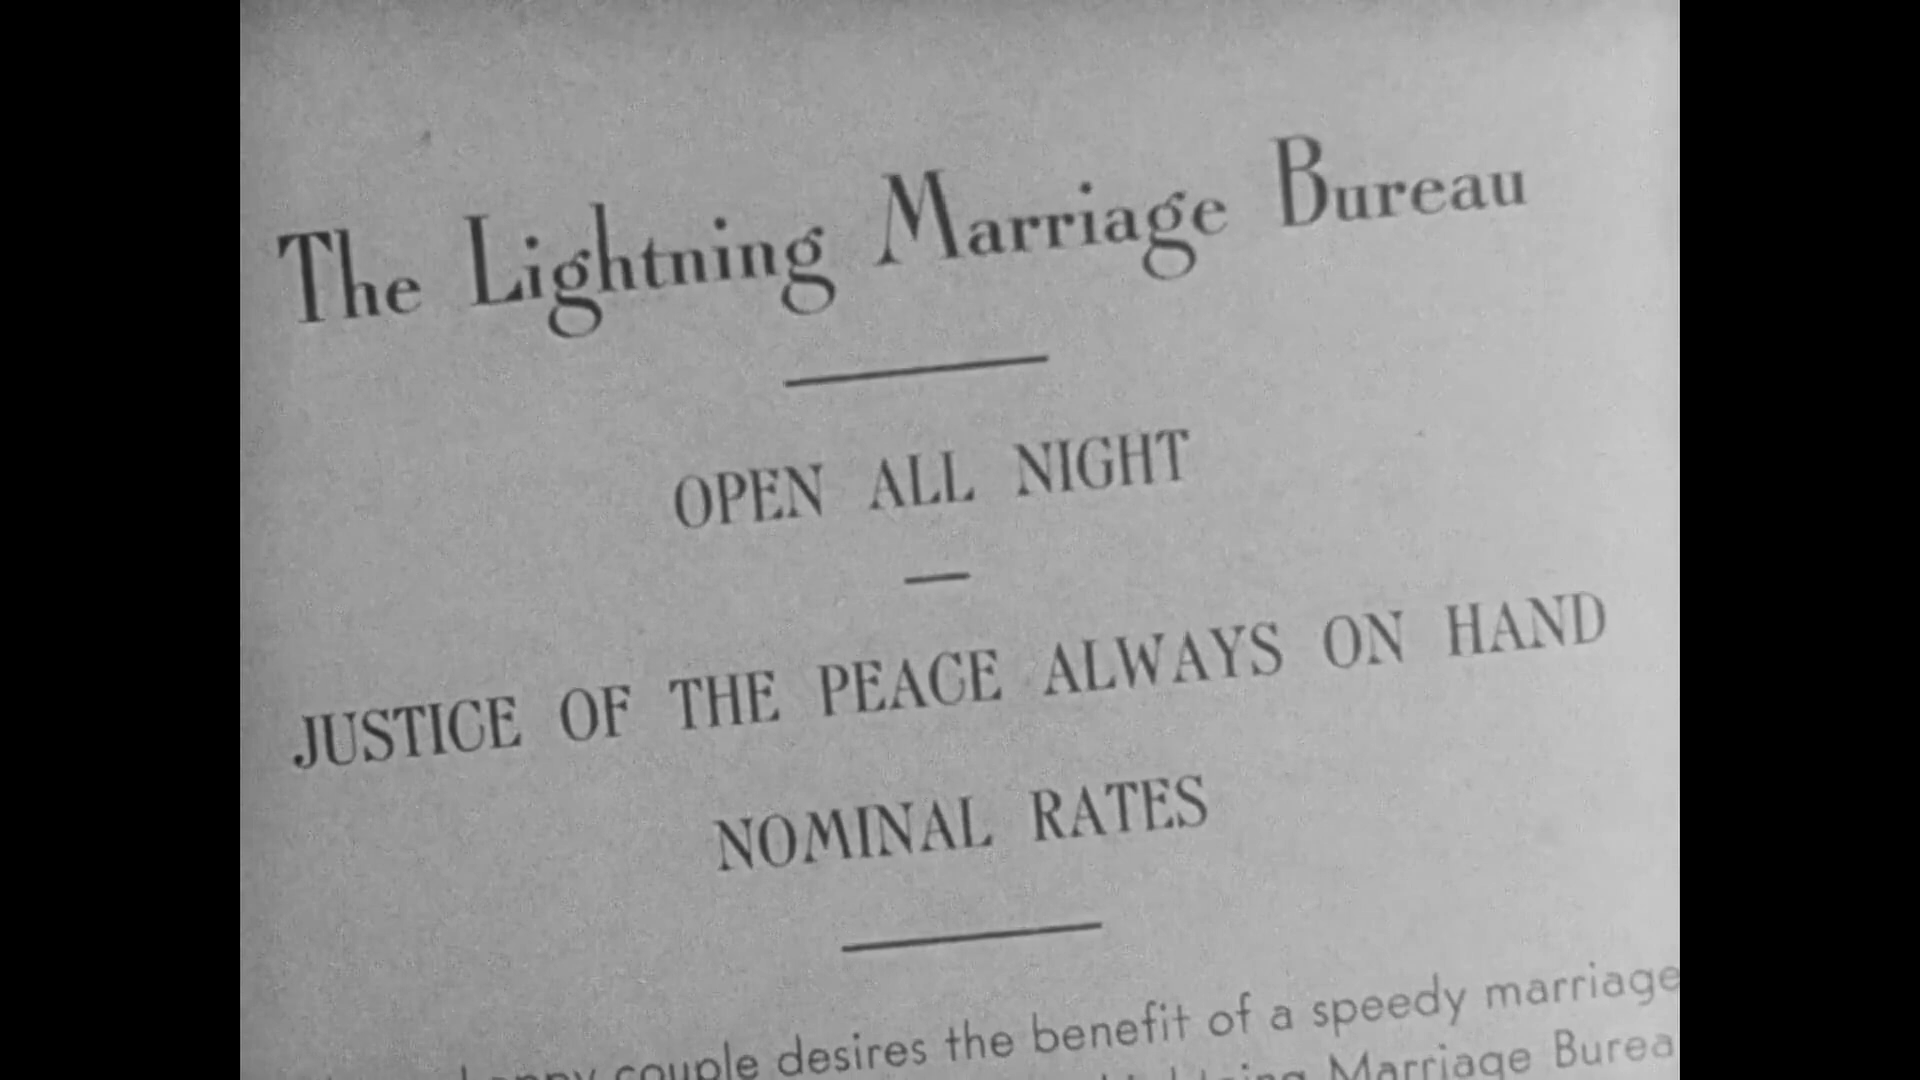 The Lightning Marriage Bureau
OPEN ALL NIGHT
JUSTICE OF THE PEACE ALWAYS ON HAND
NOMINAL RATES
couple desires the benefit of a speedy marriage
Marriage Burea